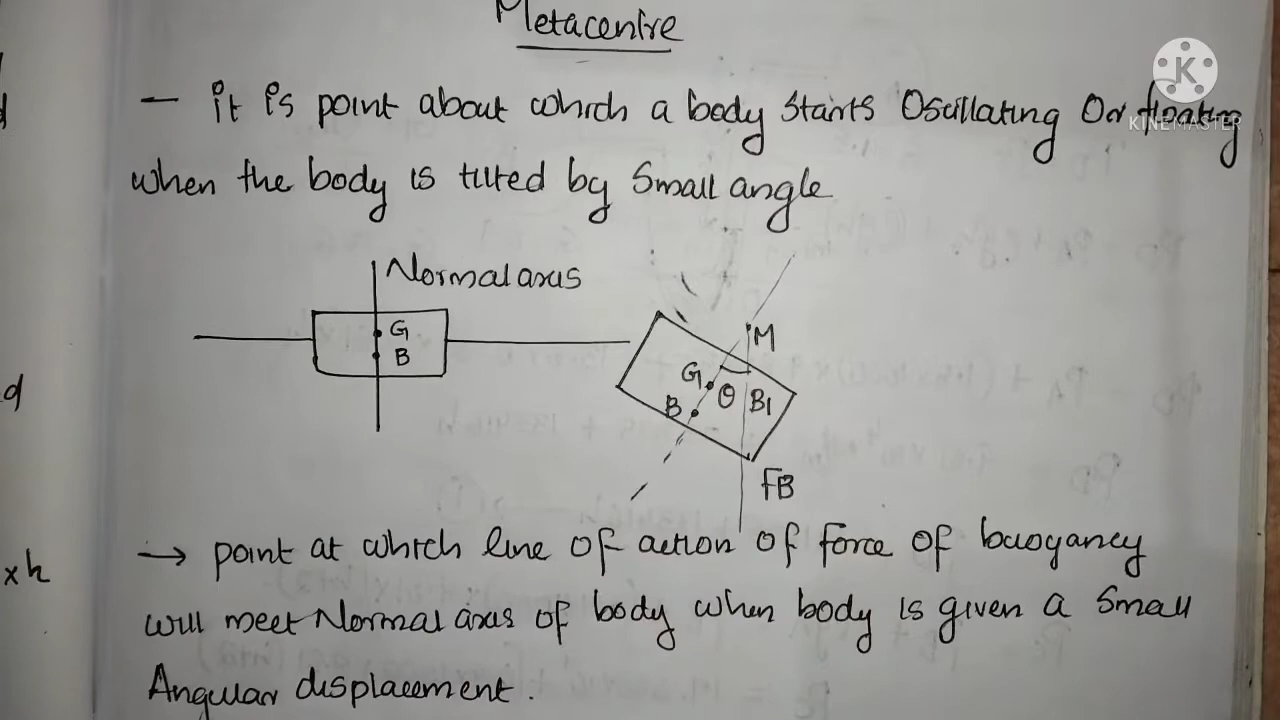 Metacentre
d
K
KINEMASTER
— it is point about which a body starts Oscillating Or floating
when the body is tilted by Small angle
Normal axis
G
B
M
G
θ
B
B1
FB
d
→ point at which line of action of force of buoyancy
xh
will meet Normal axis of body when body is given a small
Angular displacement.